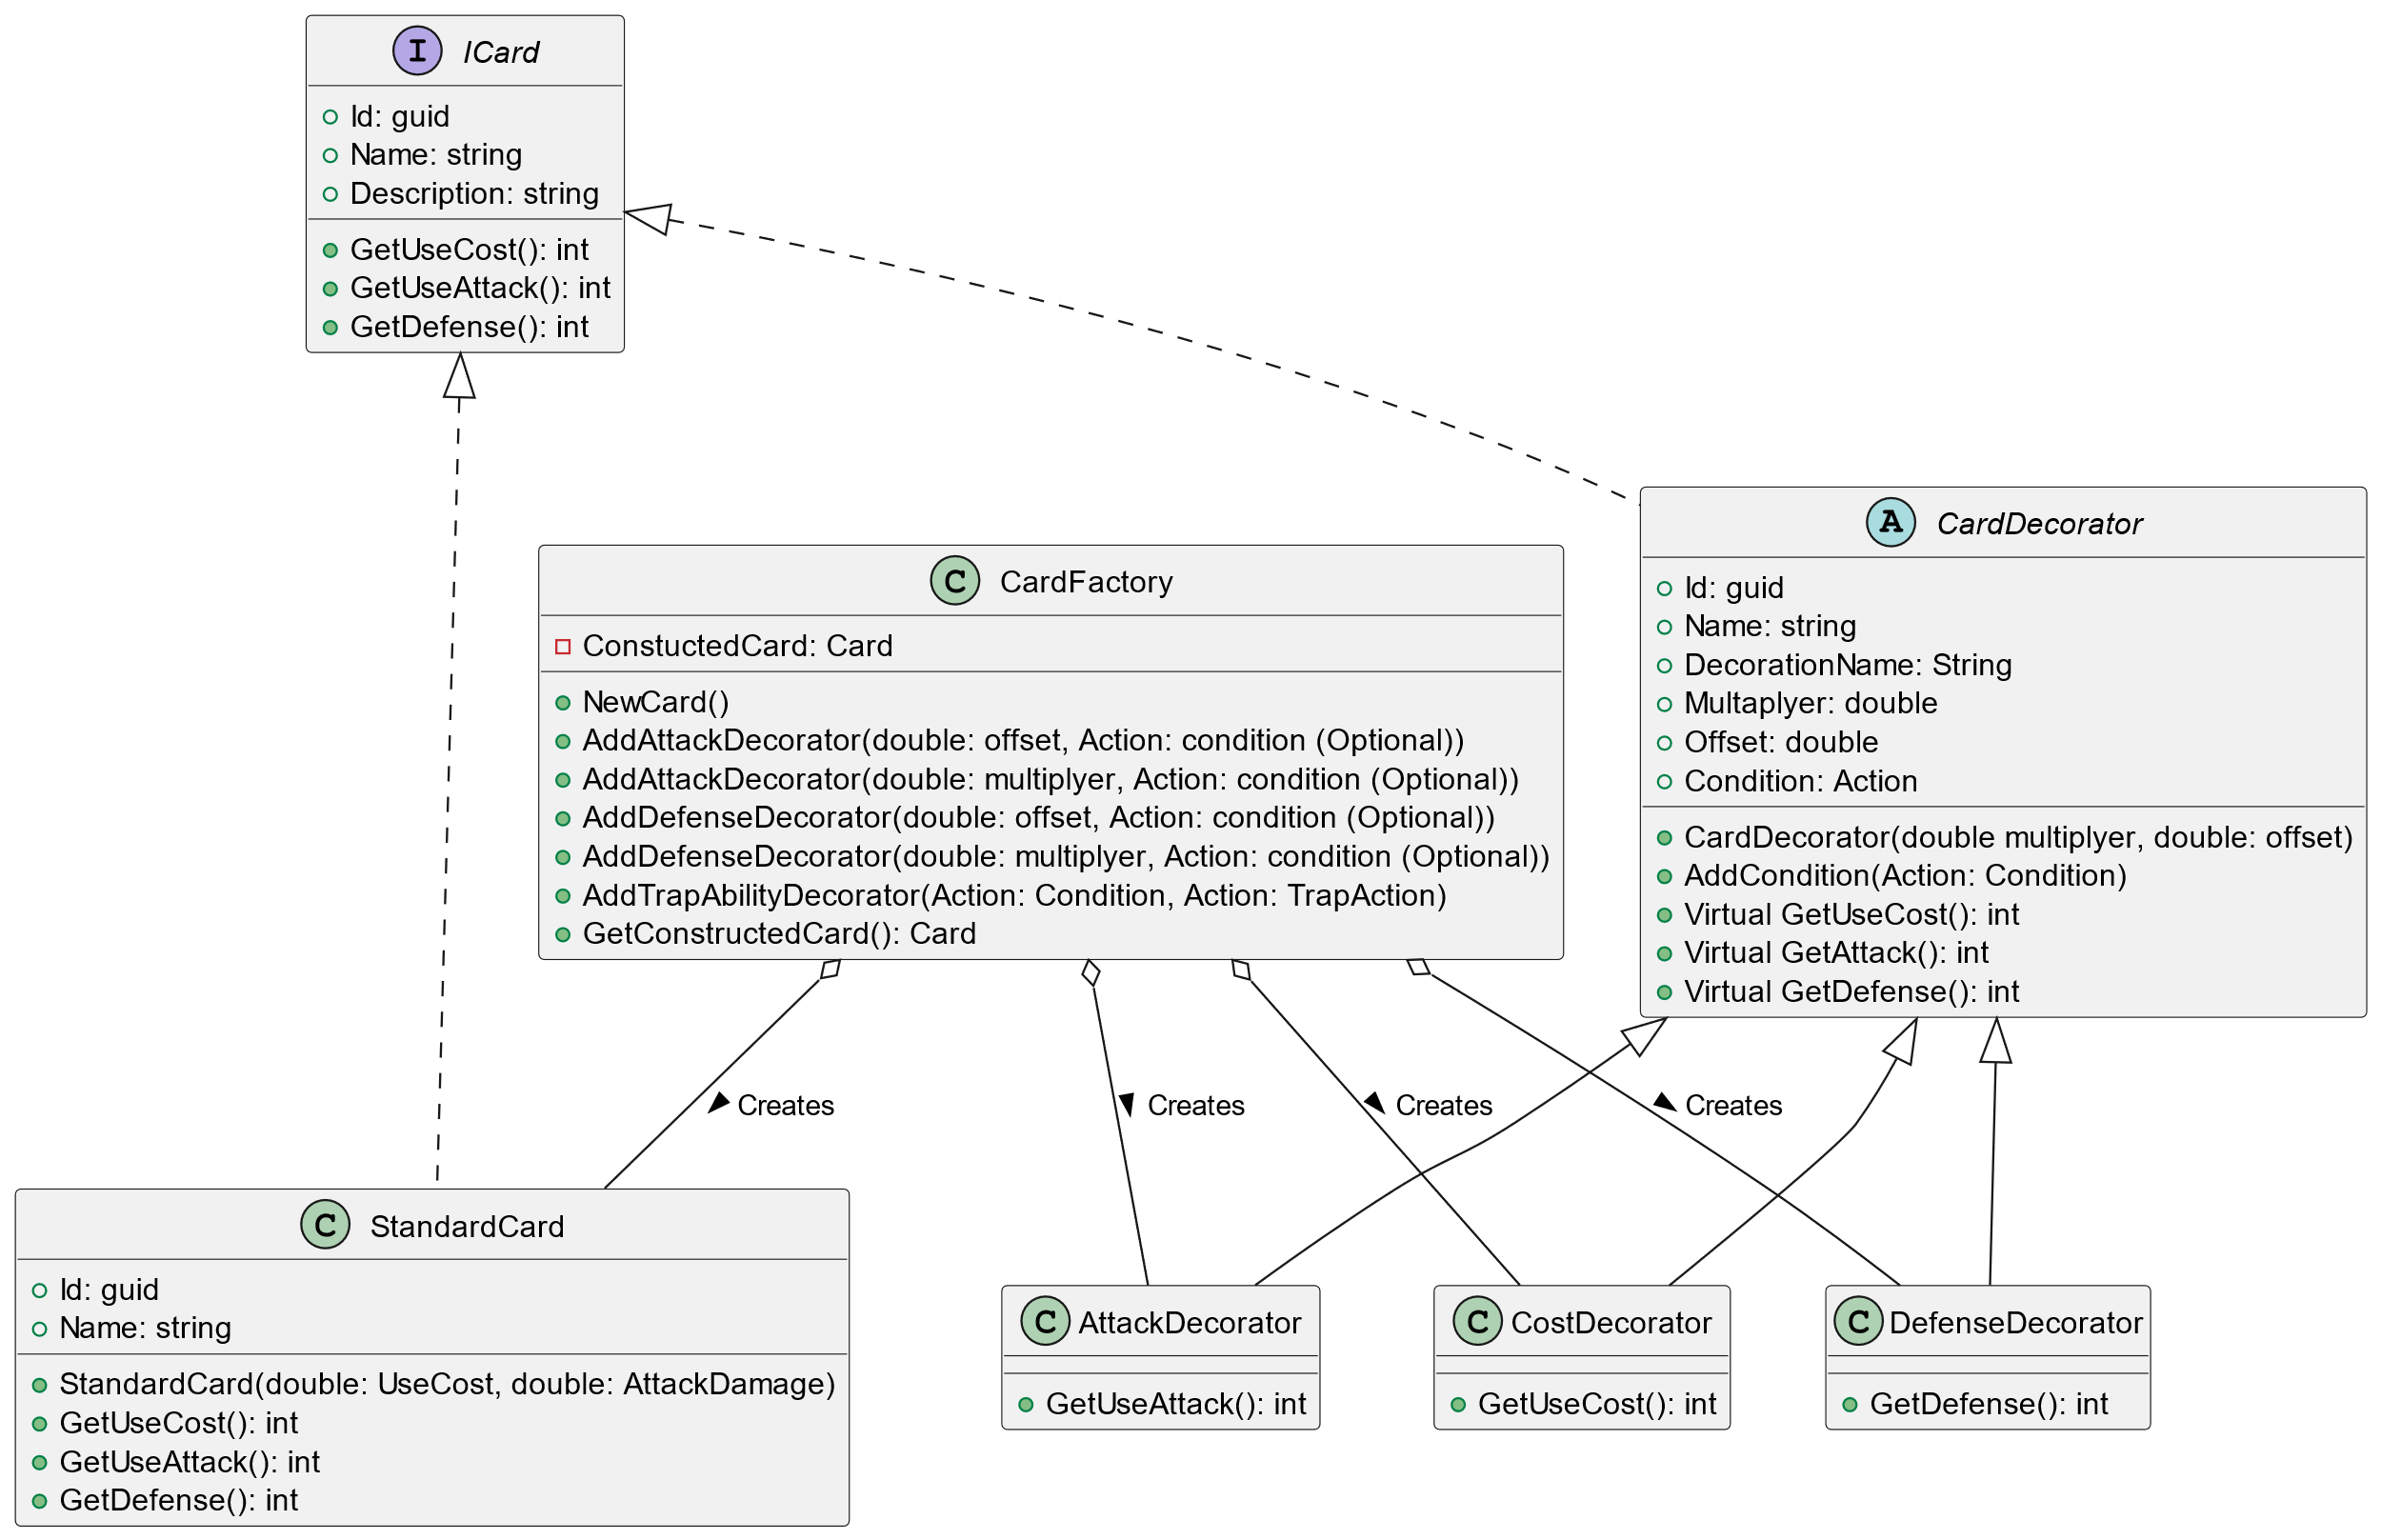 I ICard
Id: guid
Name: string
Description: string
GetUseCost(): int
GetUseAttack(): int
GetDefense(): int
C CardFactory
ConstuctedCard: Card
NewCard()
AddAttackDecorator(double: offset, Action: condition (Optional))
AddAttackDecorator(double: multiplyer, Action: condition (Optional))
AddDefenseDecorator(double: offset, Action: condition (Optional))
AddDefenseDecorator(double: multiplyer, Action: condition (Optional))
AddTrapAbilityDecorator(Action: Condition, Action: TrapAction)
GetConstructedCard(): Card
A CardDecorator
Id: guid
Name: string
DecorationName: String
Multaplyer: double
Offset: double
Condition: Action
CardDecorator(double multiplyer, double: offset)
AddCondition(Action: Condition)
Virtual GetUseCost(): int
Virtual GetAttack(): int
Virtual GetDefense(): int
Creates
Creates
Creates
Creates
C StandardCard
Id: guid
Name: string
StandardCard(double: UseCost, double: AttackDamage)
GetUseCost(): int
GetUseAttack(): int
GetDefense(): int
C AttackDecorator
GetUseAttack(): int
C CostDecorator
GetUseCost(): int
C DefenseDecorator
GetDefense(): int